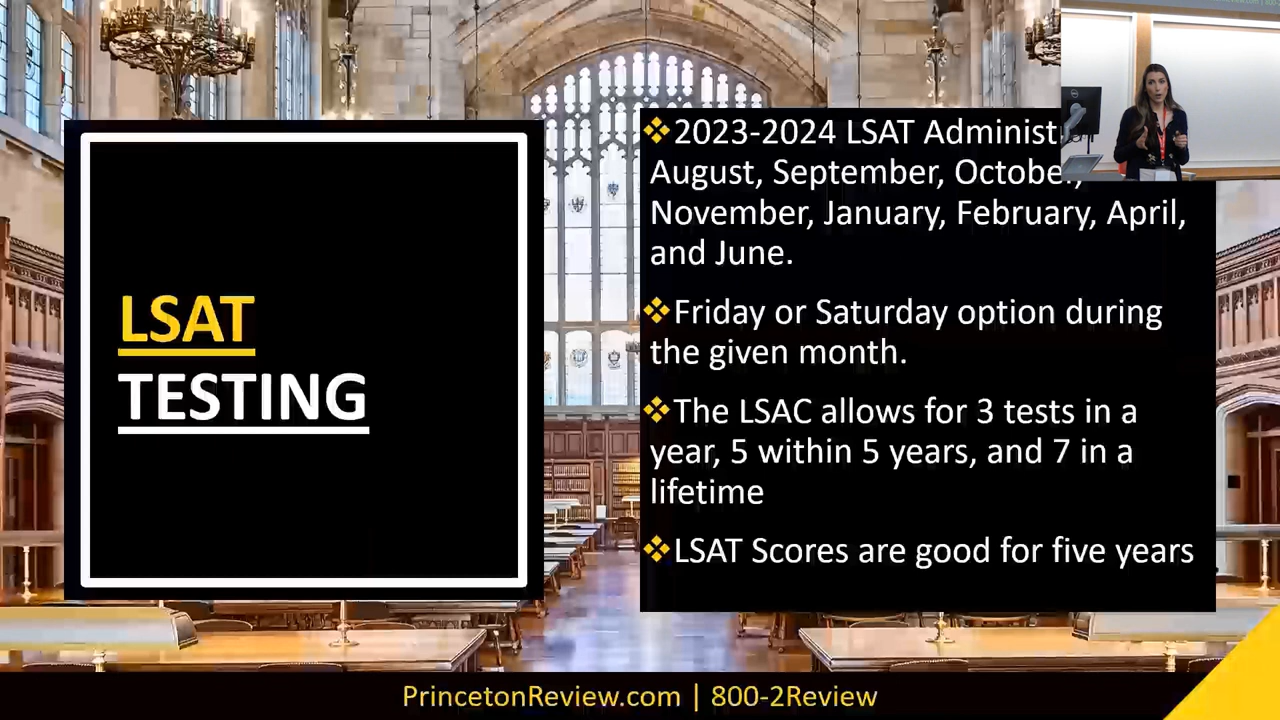 LSAT
TESTING
❖2023-2024 LSAT
August, September,
November, January, February, April,
and June.
❖Friday or Saturday option during
the given month.
❖The LSAC allows for 3 tests in a
year, 5 within 5 years, and 7 in a
lifetime
❖LSAT Scores are good for five years
PrincetonReview.com | 800-2Review